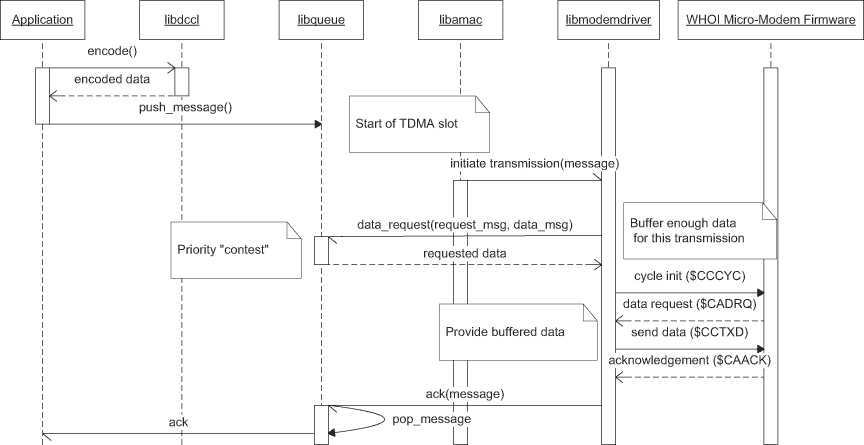 Application
libdccl
libqueue
libamac
libmodemdriver
WHOI Micro-Modem Firmware
encode()
encoded data
push_message()
Start of TDMA slot
initiate transmission(message)
data_request(request_msg, data_msg)
Buffer enough data
for this transmission
Priority "contest"
requested data
cycle init ($CCCYC)
data request ($CADRQ)
Provide buffered data
send data ($CCTXD)
acknowledgement ($CAACK)
ack(message)
pop_message
ack